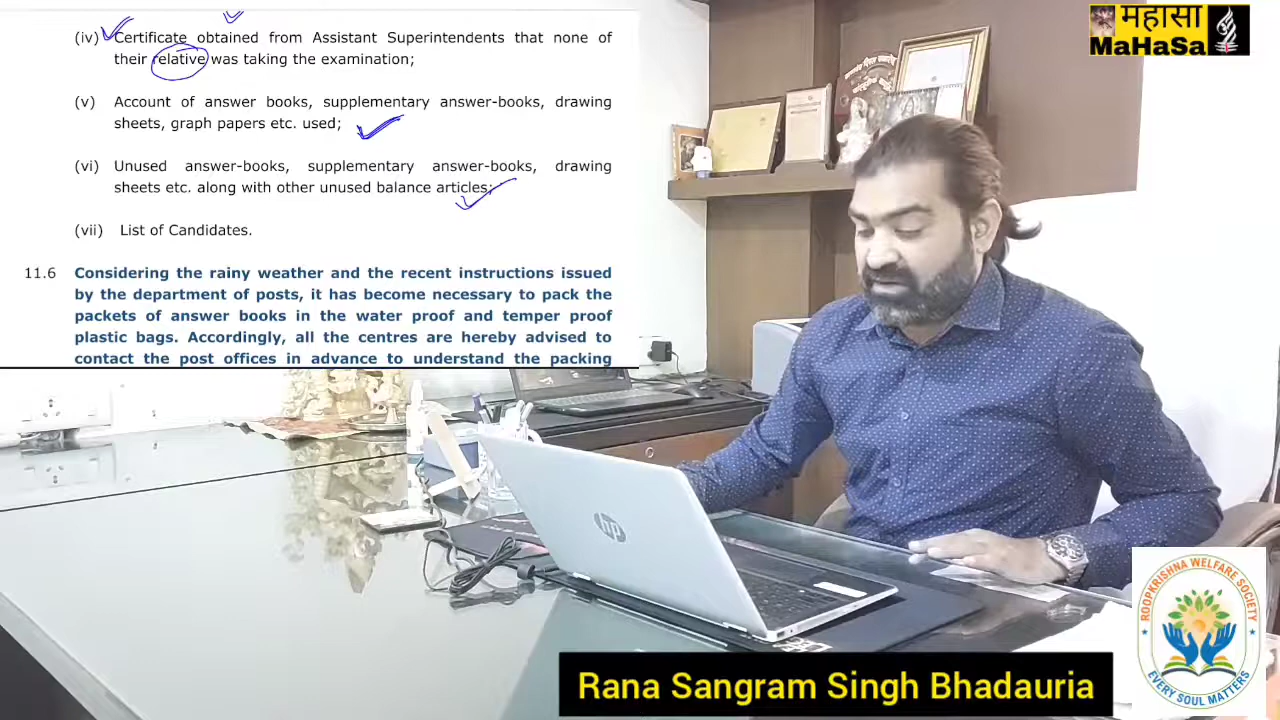 (iv) Certificate obtained from Assistant Superintendents that none of
their relative was taking the examination;
(v) Account of answer books, supplementary answer-books, drawing
sheets, graph papers etc. used;
(vi) Unused answer-books, supplementary answer-books, drawing
sheets etc. along with other unused balance articles;
(vii) List of Candidates.
11.6 Considering the rainy weather and the recent instructions issued
by the department of posts, it has become necessary to pack the
packets of answer books in the water proof and temper proof
plastic bags. Accordingly, all the centres are hereby advised to
contact the post offices in advance to understand the packing
महासा
MaHaSa
hp
ROOPKRISHNA WELFARE SOCIETY
EVERY SOUL MATTERS
Rana Sangram Singh Bhadauria